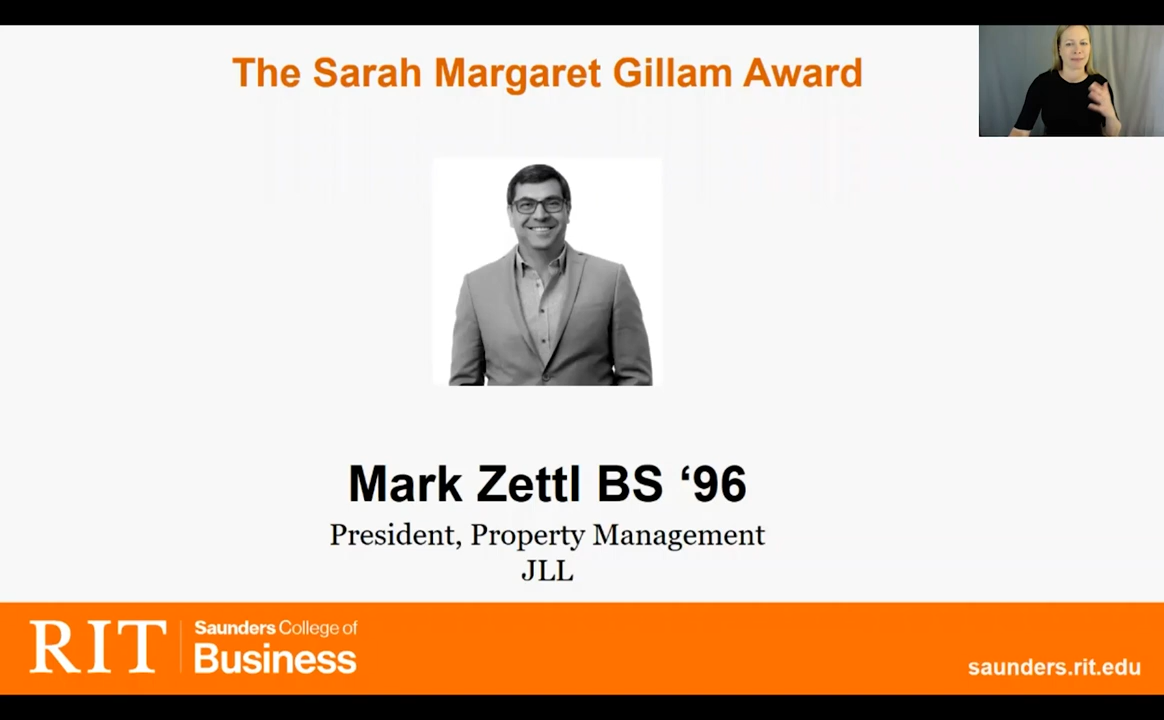 The Sarah Margaret Gillam Award
Mark Zettl BS ‘96
President, Property Management
JLL
RIT
Saunders College of
Business
saunders.rit.edu